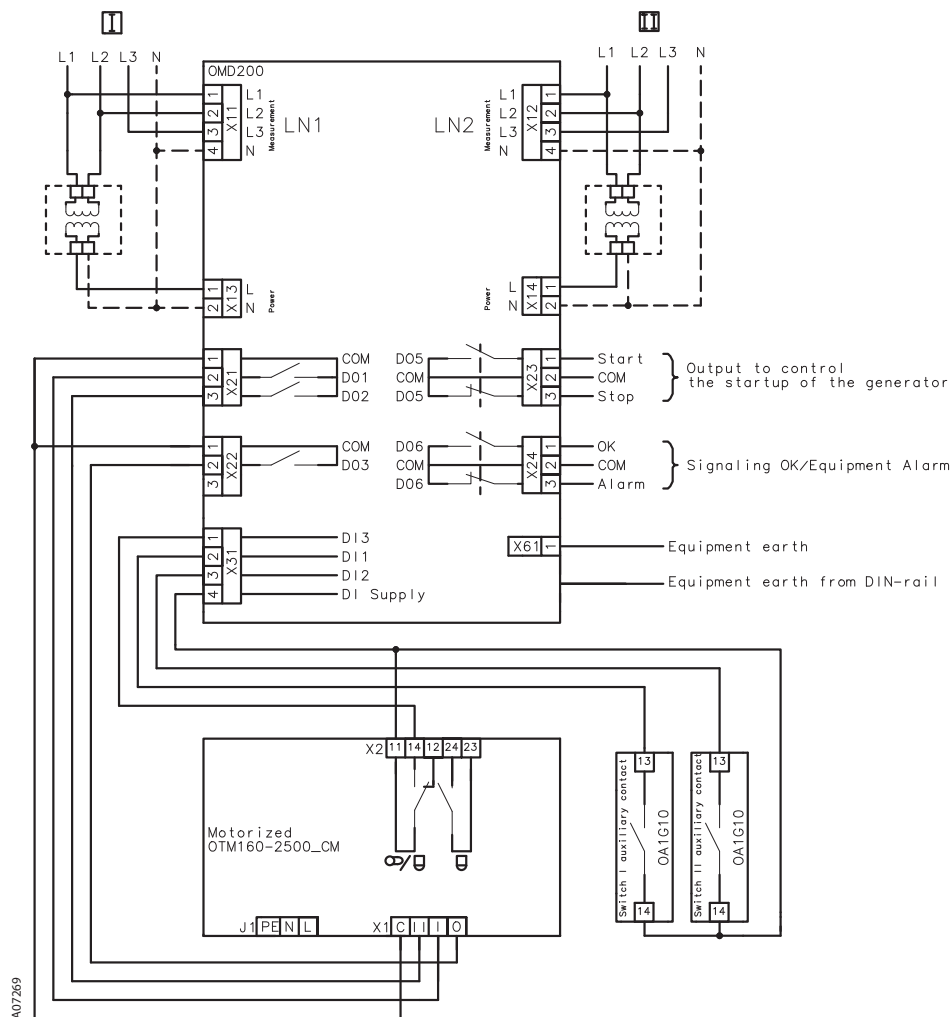 I II
L1 L2 L3 N
L1 L2 L3 N
OMD200
1 L1
2 L2
3 L3
4 N
X11
Measurement
LN1
LN2
Measurement
L1 1
L2 2
L3 3
N 4
X12
1 L
2 N
X13
Power
Power
L 1
N 2
X14
1 COM
2 DO1
3 DO2
X21
DO5 1 Start
COM 2 COM
DO5 3 Stop
X23
Output to control
the startup of the generator
1 COM
2 DO3
3
X22
DO6 1 OK
COM 2 COM
DO6 3 Alarm
X24
Signaling OK/Equipment Alarm
1 DI3
2 DI1
3 DI2
4 DI Supply
X31
X61 1 Equipment earth
Equipment earth from DIN-rail
X2 11 14 12 24 23
Motorized
OTM160-2500_CM
J1 PE N L
X1 C II I O
13
Switch I auxiliary contact
OA1G10
14
13
Switch II auxiliary contact
OA1G10
14
A07269